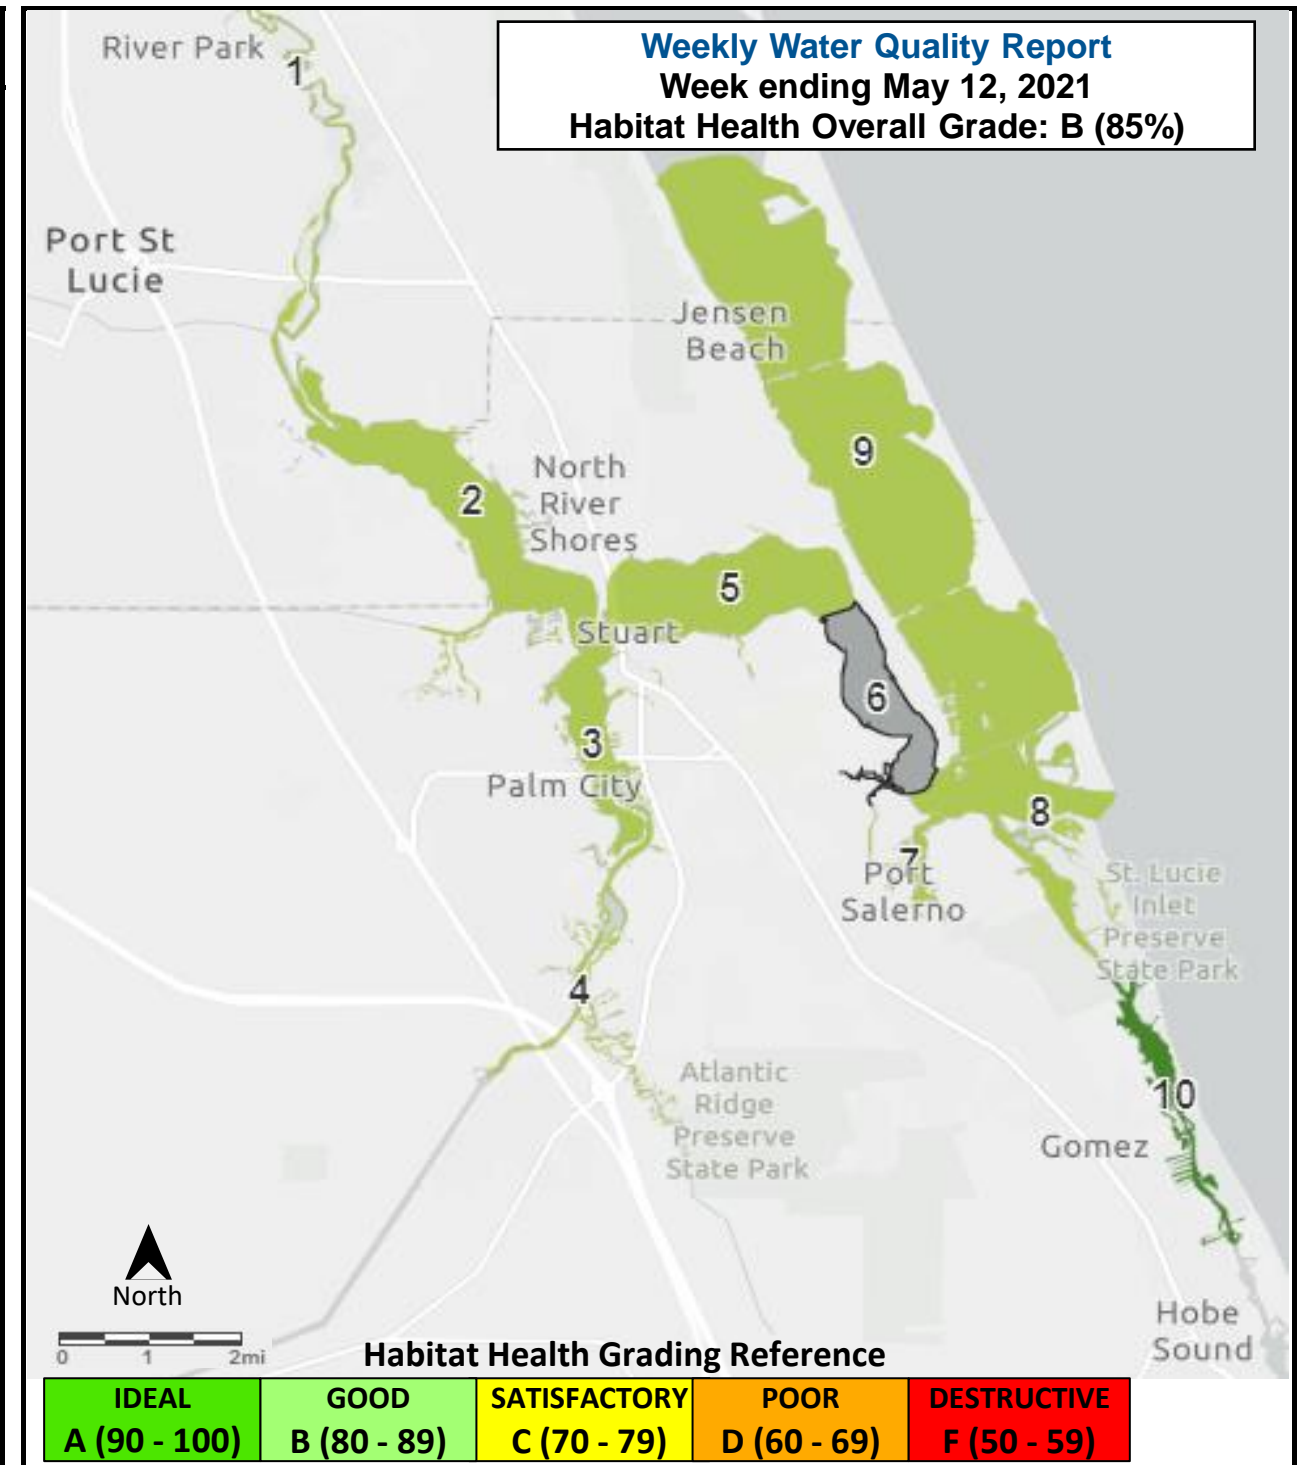 Weekly Water Quality Report
Week ending May 12, 2021
Habitat Health Overall Grade: B (85%)
River Park
1
Port St
Lucie
Jensen
Beach
9
North
River
Shores
2
5
Stuart
6
3
Palm City
8
7
Port
Salerno
St. Lucie
Inlet
Preserve
State Park
4
Atlantic
Ridge
Preserve
State Park
10
Gomez
North
Hobe
Sound
0 1 2mi
Habitat Health Grading Reference
IDEAL GOOD SATISFACTORY POOR DESTRUCTIVE
A (90 - 100) B (80 - 89) C (70 - 79) D (60 - 69) F (50 - 59)